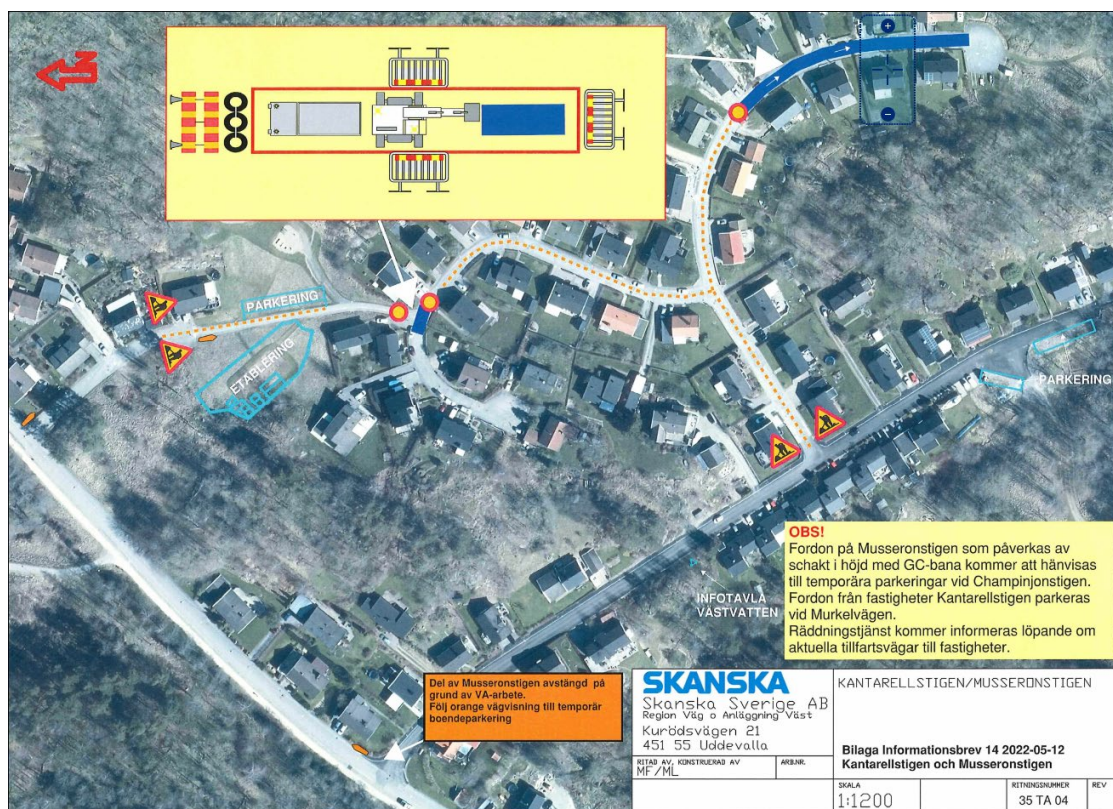 N
PARKERING
ETABLERING
PARKERING
INFOTAVLA
VÄSTVATTEN
OBS!
Fordon på Musseronstigen som påverkas av
schakt i höjd med GC-bana kommer att hänvisas
till temporära parkeringar vid Champinjonstigen.
Fordon från fastigheter Kantarellstigen parkeras
vid Murkelvägen.
Räddningstjänst kommer informeras löpande om
aktuella tillfartsvägar till fastigheter.
Del av Musseronstigen avstängd på
grund av VA-arbete.
Följ orange vägvisning till temporär
boendeparkering
SKANSKA
Skanska Sverige AB
Region Väg o Anläggning Väst
Kurödsvägen 21
451 55 Uddevalla
RITAD AV, KONSTRUERAD AV
MF/ML
ARB.NR.
KANTARELLSTIGEN/MUSSERONSTIGEN
Bilaga Informationsbrev 14 2022-05-12
Kantarellstigen och Musseronstigen
SKALA
1:1200
RITNINGSNUMMER
35 TA 04
REV